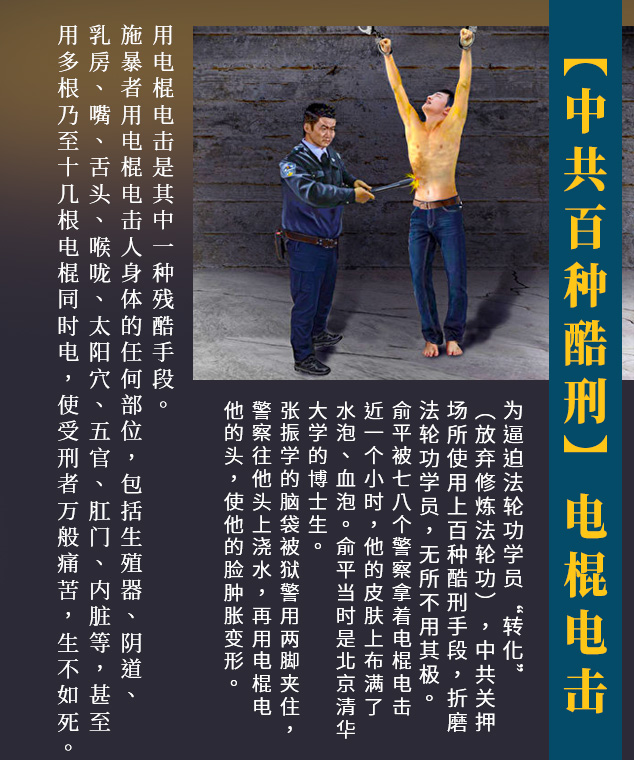 【中共百种酷刑】 电棍电击
为逼迫法轮功学员“转化”
（放弃修炼法轮功），中共关押
场所使用上百种酷刑手段，折磨
法轮功学员，无所不用其极。
俞平被七八个警察拿着电棍电击
近一个小时，他的皮肤上布满了
水泡、血泡。俞平当时是北京清华
大学的博士生。
张振学的脑袋被狱警用两脚夹住，
警察往他头上浇水，再用电棍电
他的头，使他的脸肿胀变形。
用电棍电击是其中一种残酷手段。
施暴者用电棍电击人身体的任何部位，包括生殖器、阴道、
乳房、嘴、舌头、喉咙、太阳穴、五官、肛门、内脏等，甚至
用多根乃至十几根电棍同时电，使受刑者万般痛苦，生不如死。